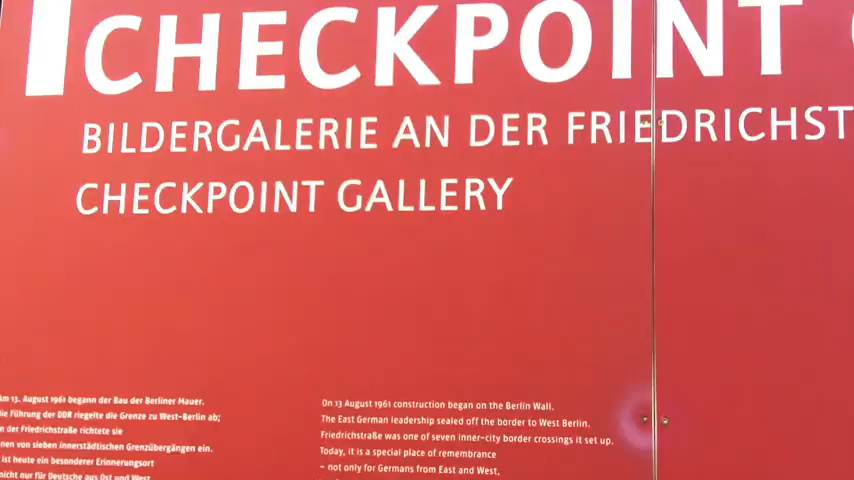 CHECKPOINT
BILDERGALERIE AN DER FRIEDRICHST
CHECKPOINT GALLERY
Am 13. August 1961 begann der Bau der Berliner Mauer.
Die Führung der DDR riegelte die Grenze zu West-Berlin ab;
n der Friedrichstraße richtete sie
nen von sieben innerstädtischen Grenzübergängen ein.
ist heute ein besonderer Erinnerungsort
nicht nur für Deutsche aus Ost und West
On 13 August 1961 construction began on the Berlin Wall.
The East German leadership sealed off the border to West Berlin.
Friedrichstraße was one of seven inner-city border crossings it set up.
Today, it is a special place of remembrance
– not only for Germans from East and West,